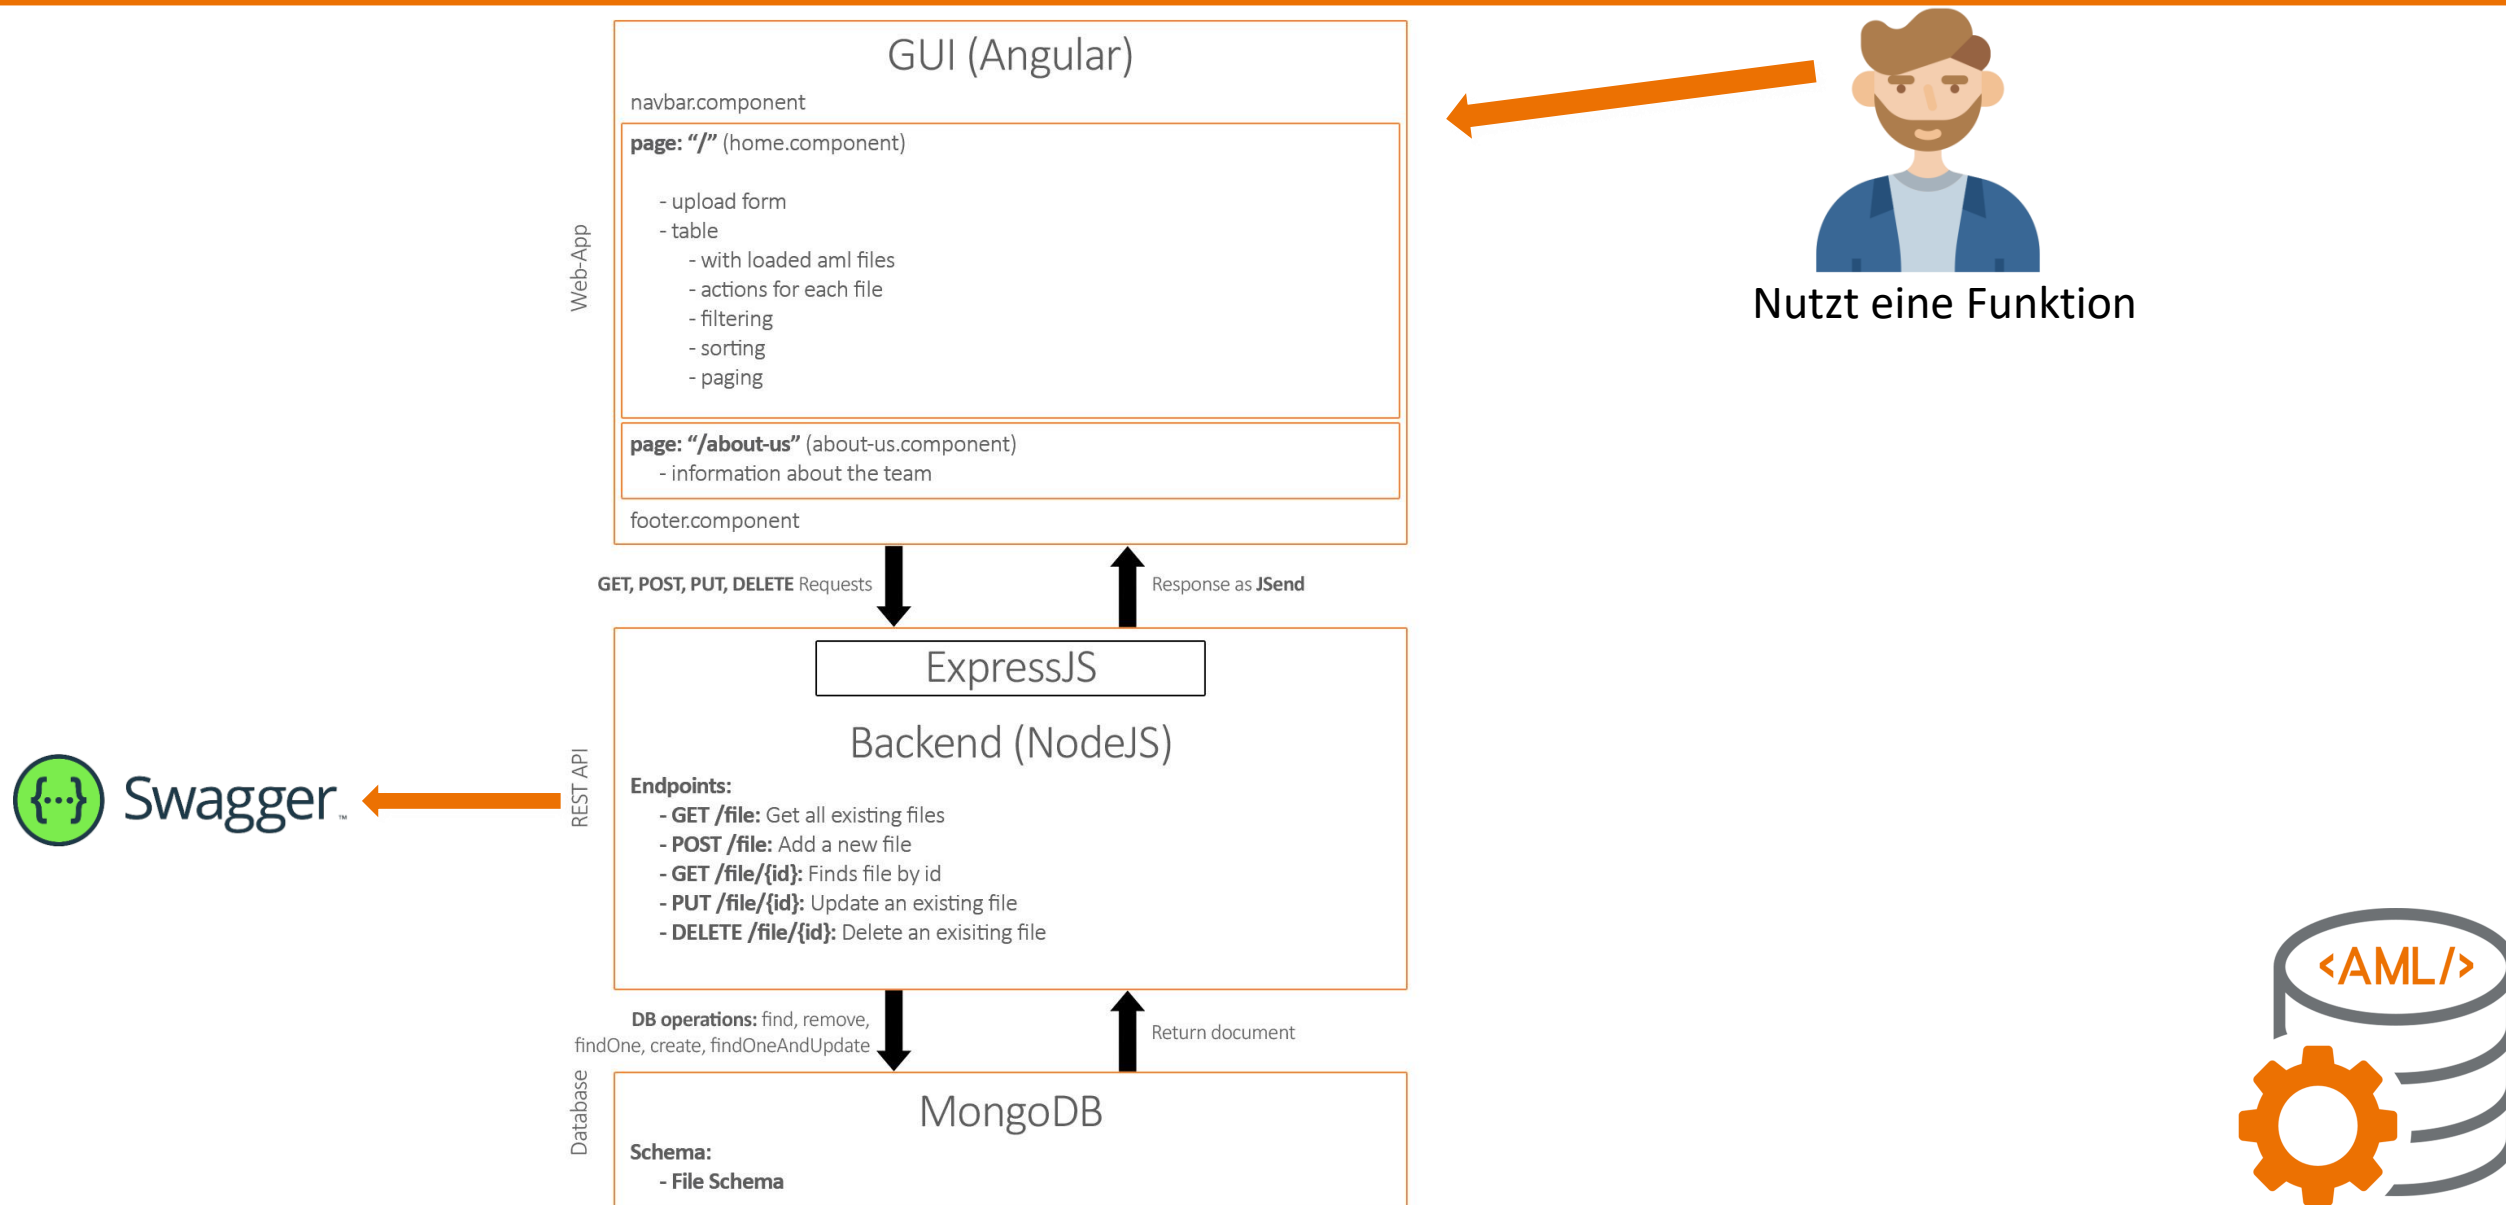 GUI (Angular)
navbar.component
page: “/” (home.component)
- upload form
- table
- with loaded aml files
- actions for each file
- filtering
- sorting
- paging
page: “/about-us” (about-us.component)
- information about the team
footer.component
Web-App
Nutzt eine Funktion
GET, POST, PUT, DELETE Requests
Response as JSend
ExpressJS
Backend (NodeJS)
Endpoints:
- GET /file: Get all existing files
- POST /file: Add a new file
- GET /file/{id}: Finds file by id
- PUT /file/{id}: Update an existing file
- DELETE /file/{id}: Delete an exisiting file
REST API
{···} Swagger™
DB operations: find, remove,
findOne, create, findOneAndUpdate
Return document
Database
MongoDB
Schema:
- File Schema
<AML/>